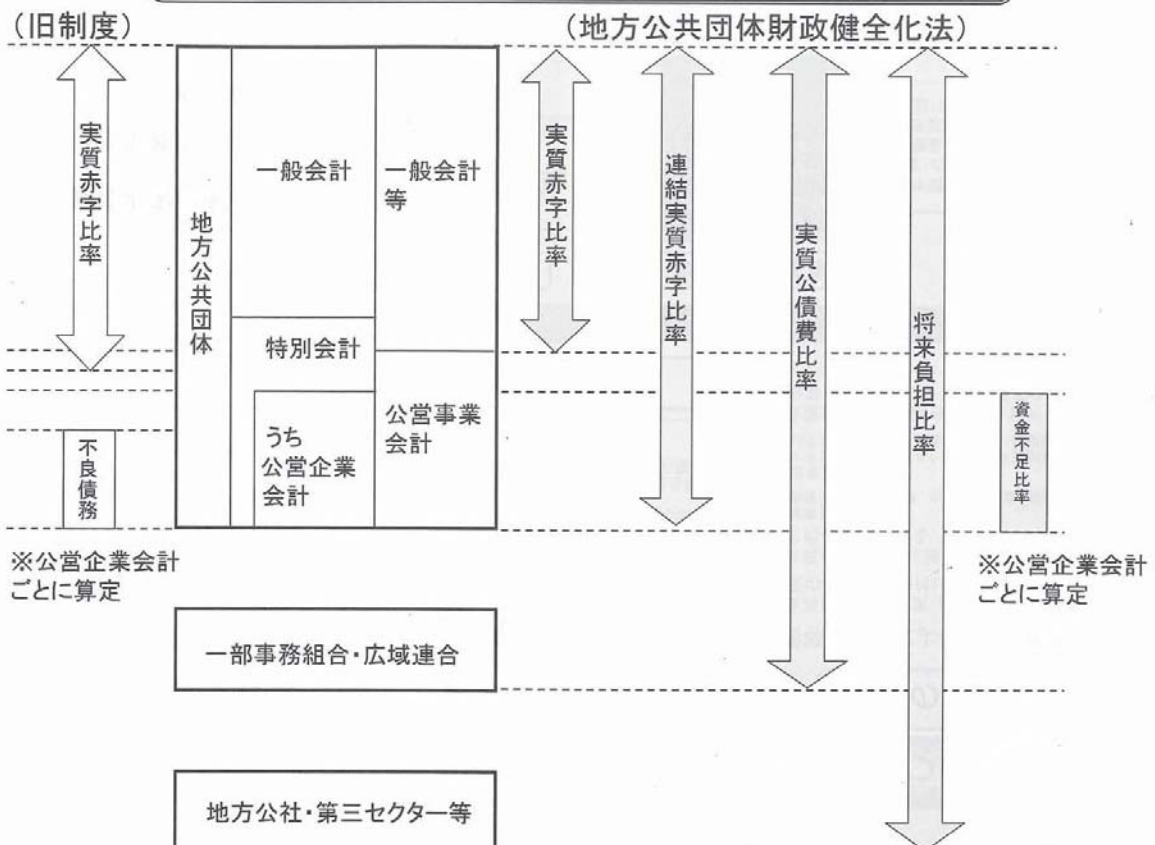 （旧制度）
（地方公共団体財政健全化法）
実質赤字比率
地方公共団体
一般会計
一般会計
等
特別会計
うち
公営企業
会計
公営事業
会計
不良債務
※公営企業会計
ごとに算定
実質赤字比率
連結実質赤字比率
実質公債費比率
将来負担比率
資金不足比率
※公営企業会計
ごとに算定
一部事務組合・広域連合
地方公社・第三セクター等